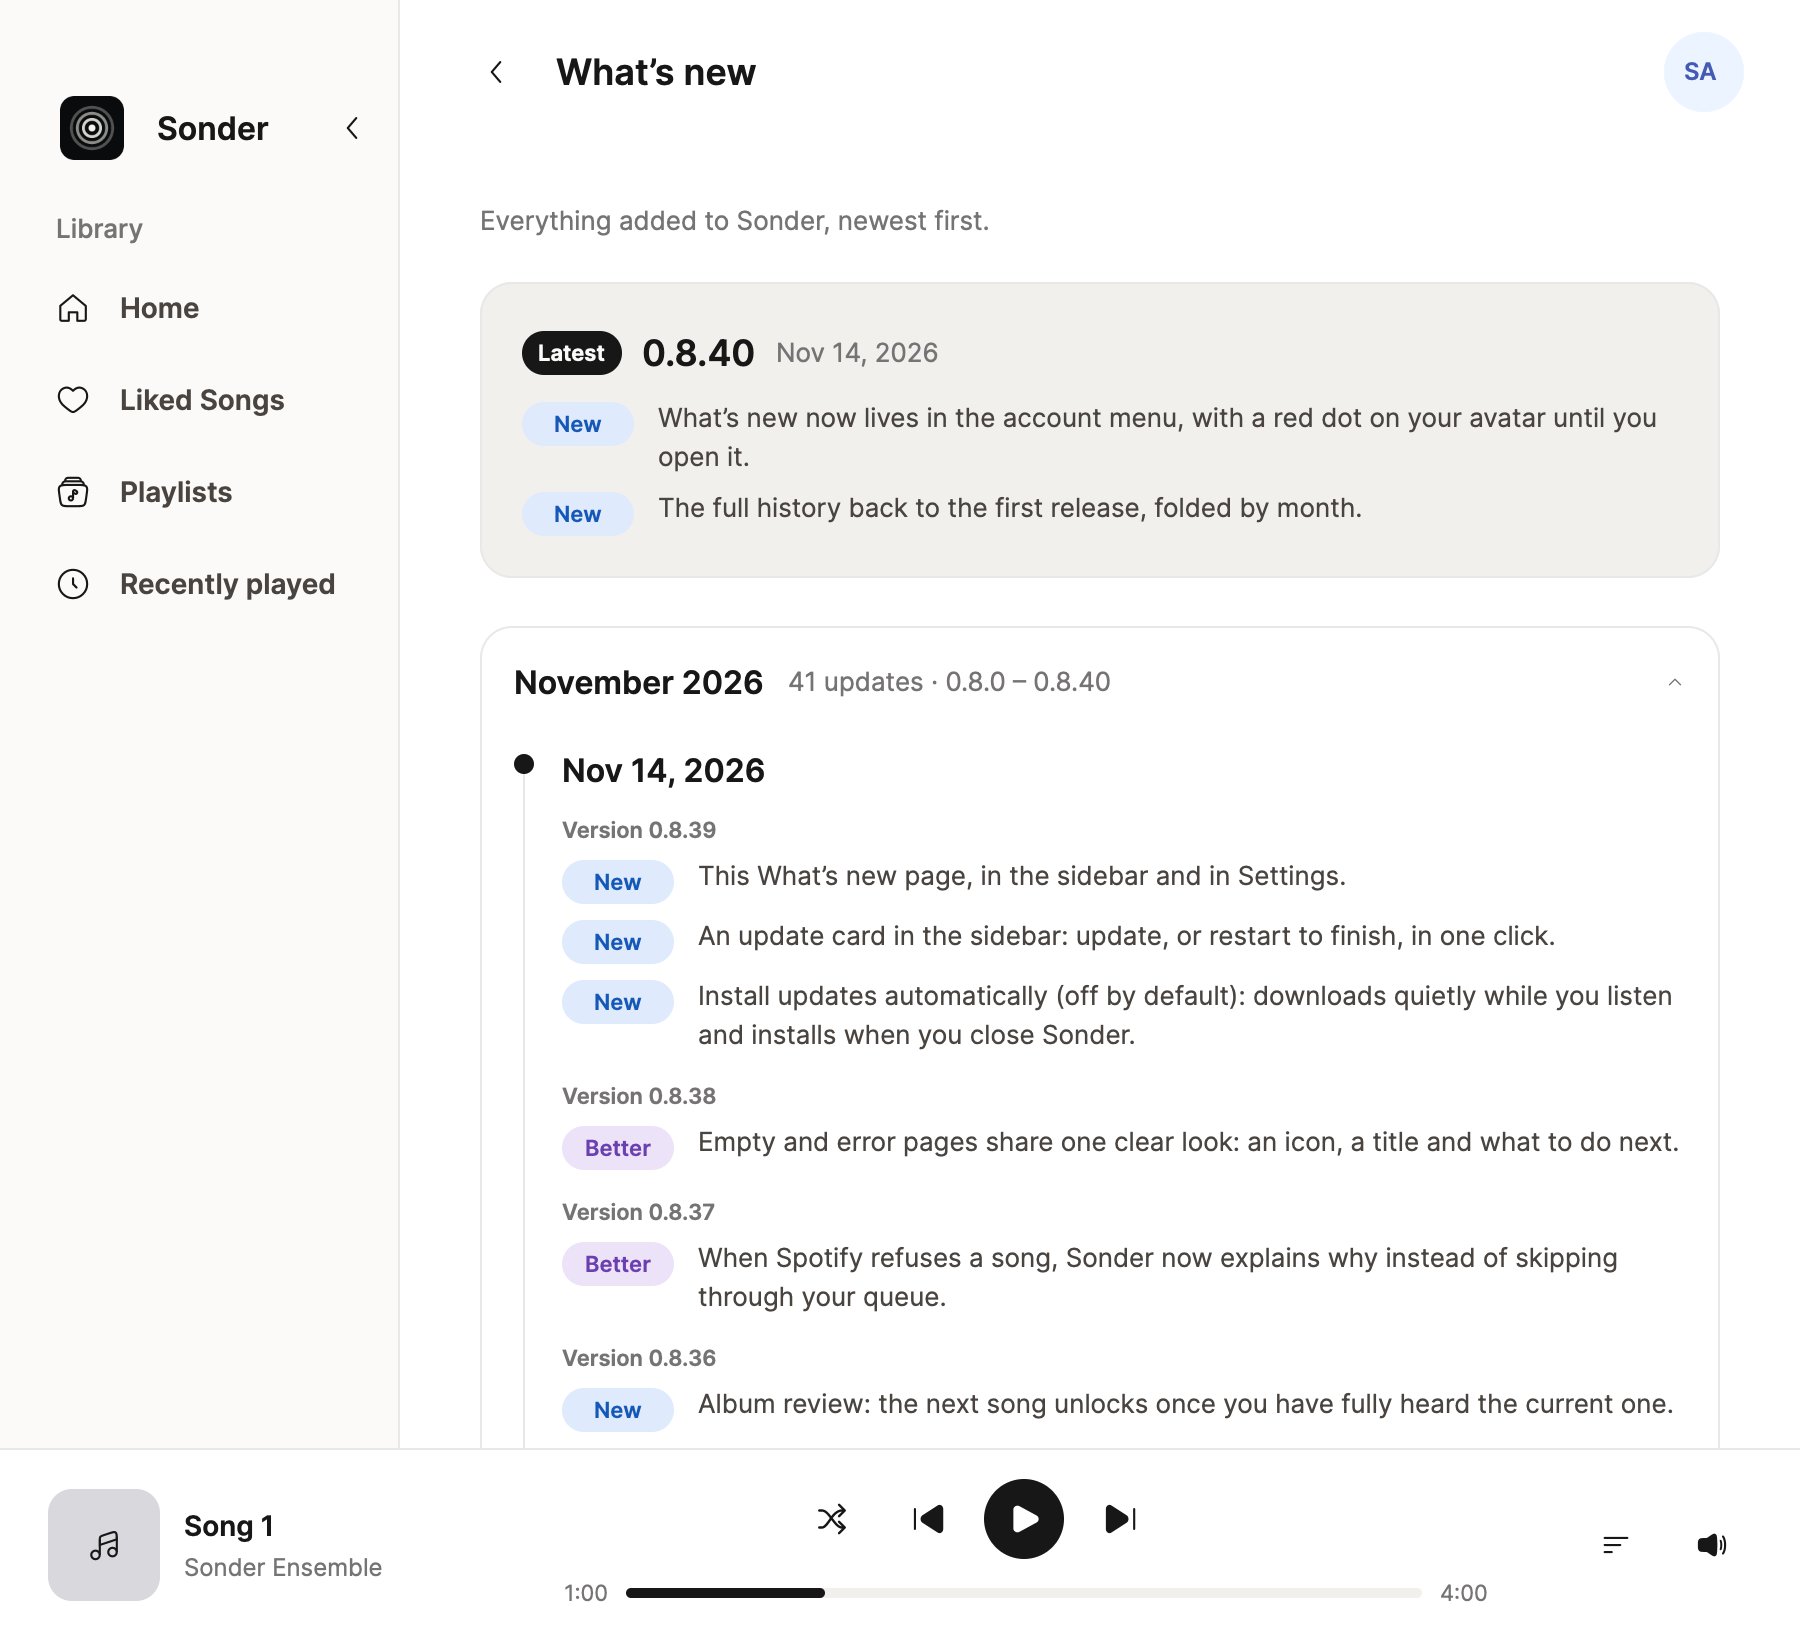 What’s new
SA
Sonder
Library
Home
Liked Songs
Playlists
Recently played
Everything added to Sonder, newest first.
Latest 0.8.40 Nov 14, 2026
New What’s new now lives in the account menu, with a red dot on your avatar until you
open it.
New The full history back to the first release, folded by month.
November 2026 41 updates · 0.8.0 – 0.8.40
Nov 14, 2026
Version 0.8.39
New This What’s new page, in the sidebar and in Settings.
New An update card in the sidebar: update, or restart to finish, in one click.
New Install updates automatically (off by default): downloads quietly while you listen
and installs when you close Sonder.
Version 0.8.38
Better Empty and error pages share one clear look: an icon, a title and what to do next.
Version 0.8.37
Better When Spotify refuses a song, Sonder now explains why instead of skipping
through your queue.
Version 0.8.36
New Album review: the next song unlocks once you have fully heard the current one.
Song 1
Sonder Ensemble
1:00 4:00